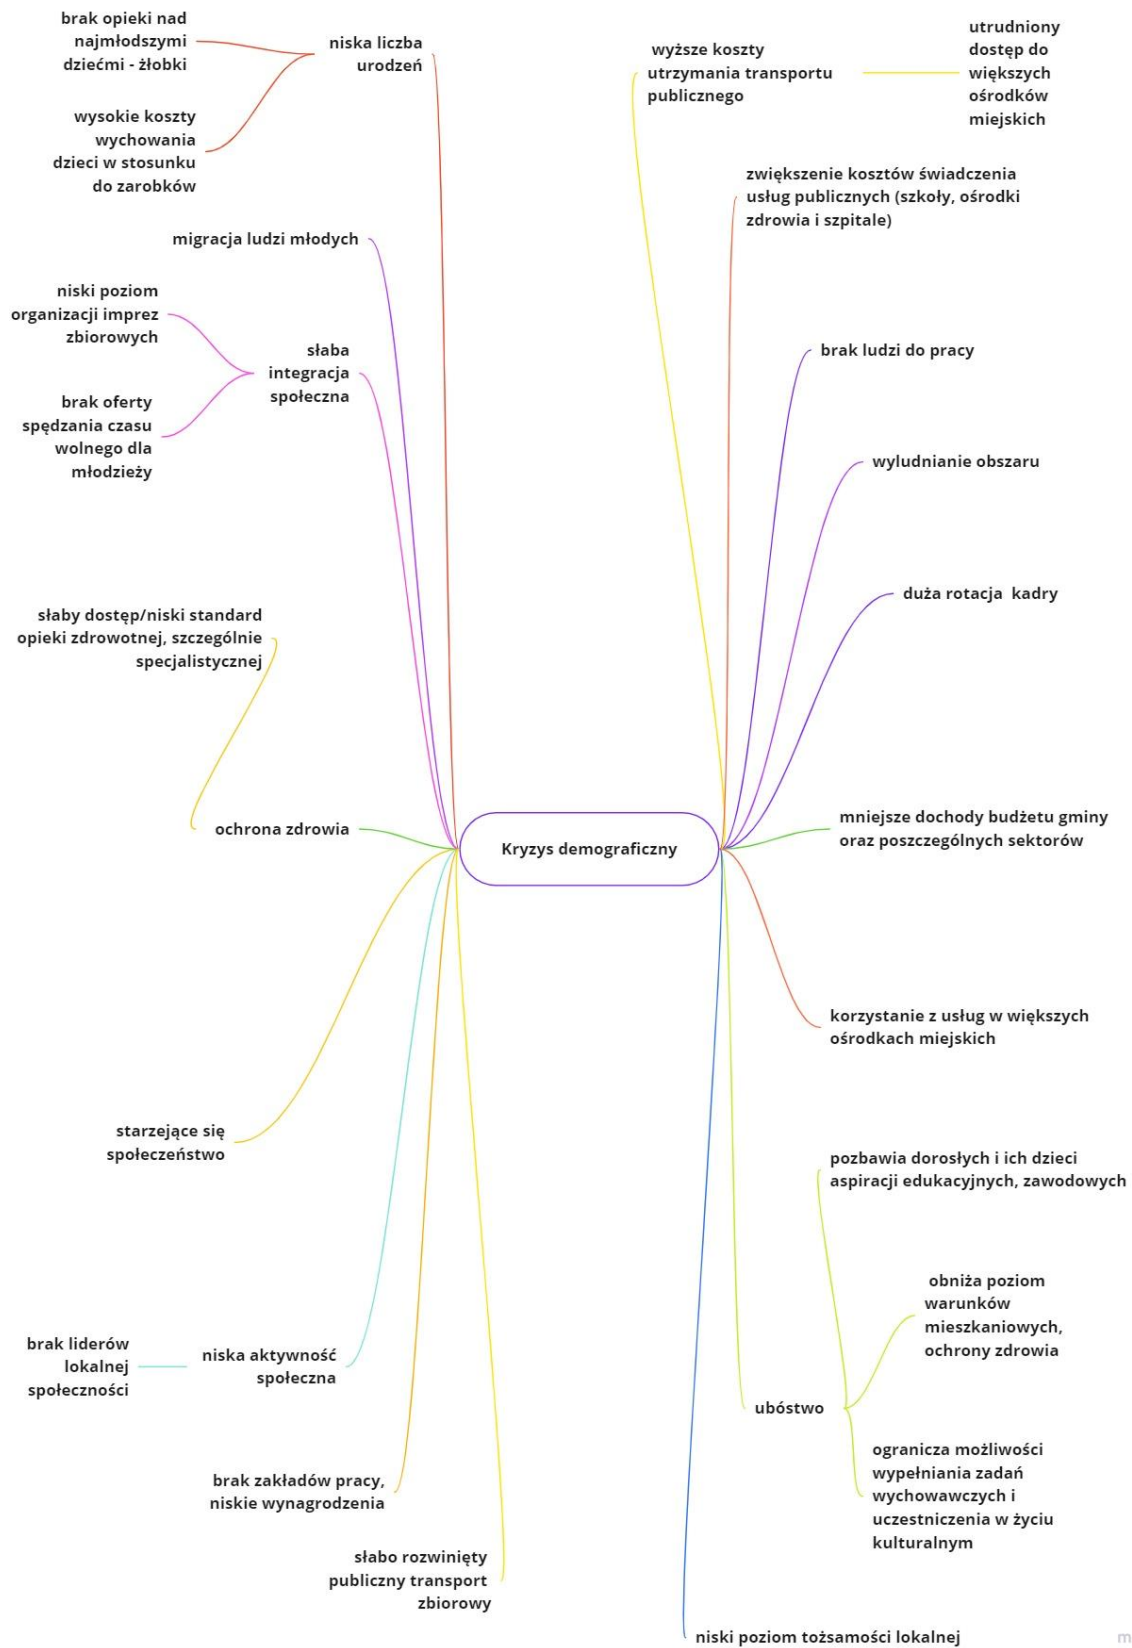 brak opieki nad
najmłodszymi
dziećmi - żłobki
niska liczba
urodzeń
wysokie koszty
wychowania
dzieci w stosunku
do zarobków
migracja ludzi młodych
niski poziom
organizacji imprez
zbiorowych
słaba
integracja
społeczna
brak oferty
spędzania czasu
wolnego dla
młodzieży
słaby dostęp/niski standard
opieki zdrowotnej, szczególnie
specjalistycznej
ochrona zdrowia
starzejące się
społeczeństwo
brak liderów
lokalnej
społeczności
niska aktywność
społeczna
brak zakładów pracy,
niskie wynagrodzenia
słabo rozwinięty
publiczny transport
zbiorowy
Kryzys demograficzny
wyższe koszty
utrzymania transportu
publicznego
utrudniony
dostęp do
większych
ośrodków
miejskich
zwiększenie kosztów świadczenia
usług publicznych (szkoły, ośrodki
zdrowia i szpitale)
brak ludzi do pracy
wyludnianie obszaru
duża rotacja  kadry
mniejsze dochody budżetu gminy
oraz poszczególnych sektorów
korzystanie z usług w większych
ośrodkach miejskich
pozbawia dorosłych i ich dzieci
aspiracji edukacyjnych, zawodowych
obniża poziom
warunków
mieszkaniowych,
ochrony zdrowia
ubóstwo
ogranicza możliwości
wypełniania zadań
wychowawczych i
uczestniczenia w życiu
kulturalnym
niski poziom tożsamości lokalnej
m